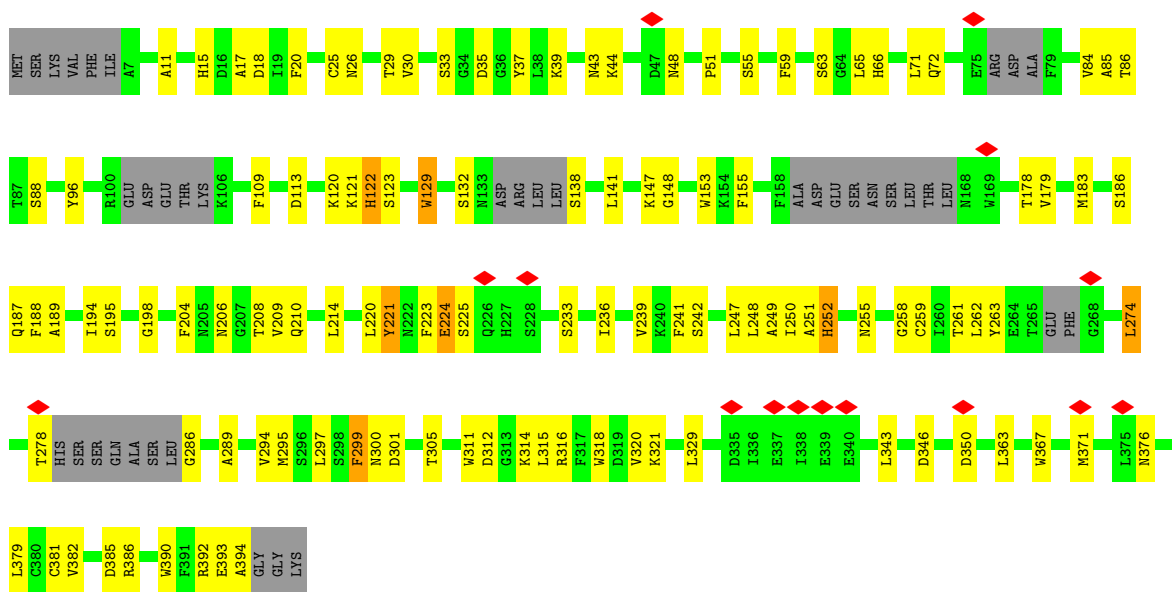 MET SER LYS VAL PHE ILE A7 A11 H15 D16 A17 D18 I19 F20 C25 N26 T29 V30 S33 G34 D35 G36 Y37 L38 K39 N43 K44 D47 N48 P51 S55 F59 S63 G64 L65 H66 L71 Q72 E75 ARG ASP ALA F79 V84 A85 T86
T87 S88 Y96 R100 GLU ASP GLU THR LYS K106 F109 D113 K120 K121 H122 S123 W129 S132 N133 ASP ARG LEU LEU S138 L141 K147 G148 W153 K154 F155 F158 ALA ASP GLU SER ASN SER LEU THR LEU N168 W169 T178 V179 M183 S186
Q187 F188 A189 I194 S195 G198 F204 N205 N206 G207 T208 V209 Q210 L214 L220 Y221 N222 F223 E224 S225 Q226 H227 S228 S233 I236 V239 K240 F241 S242 L247 L248 A249 I250 A251 H252 N255 G258 C259 I260 T261 L262 Y263 E264 T265 GLU PHE G268 L274
T278 HIS SER SER GLN ALA SER LEU G286 A289 V294 M295 S296 L297 S298 F299 N300 D301 T305 W311 D312 G313 K314 L315 R316 F317 W318 D319 V320 K321 L329 D335 I336 E337 I338 E339 E340 L343 D346 D350 L363 W367 M371 L375 N376
L379 C380 C381 V382 D385 R386 W390 F391 R392 E393 A394 GLY GLY LYS